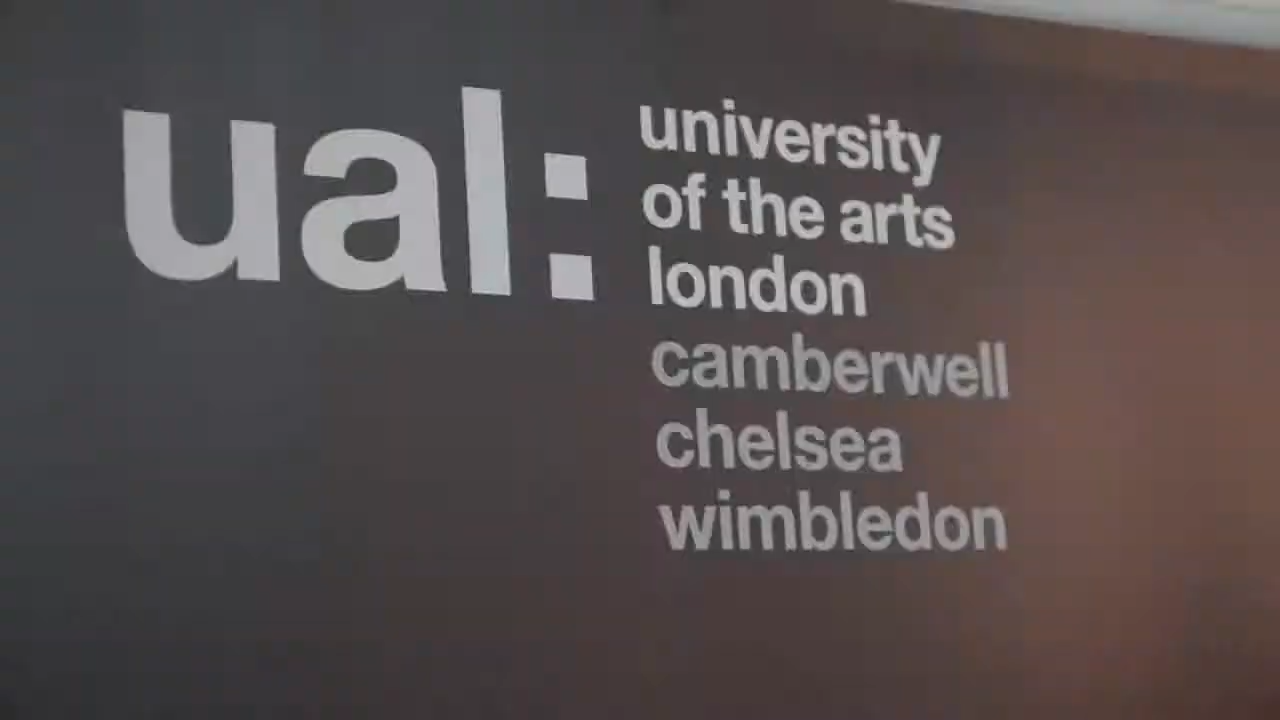 ual:
university
of the arts
london
camberwell
chelsea
wimbledon